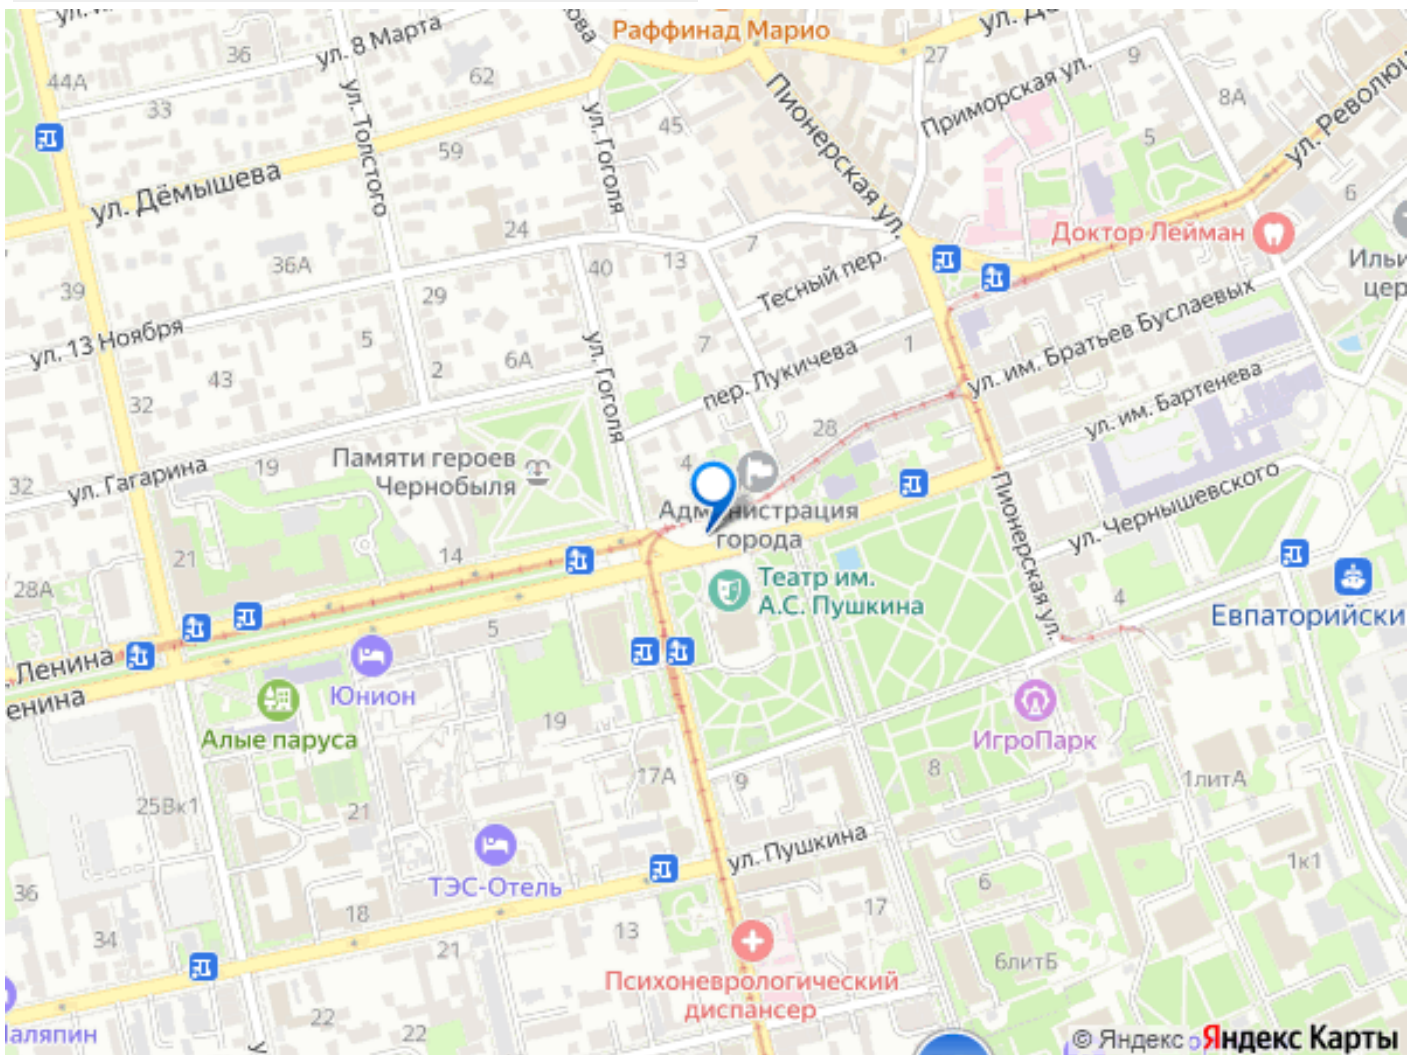 Раффинад Марио
36
ул. 8 Марта
27
9
44А
62
Приморская ул.
8А
33
ул. Толстого
ул. Гоголя
45
Пионерская ул.
5
59
ул. Дёмышева
6
24
7
Доктор Лейман
36А
40
13
Тесный пер.
39
29
ул. 13 Ноября
5
ул. Гоголя
7
1
ул. им. Братьев Буслаевых
6А
пер. Лукичева
43
2
32
ул. им. Бартенева
28
Памяти героев
Чернобыля
4
19
ул. Гагарина
32
Пионерская ул.
ул. Чернышевского
Администрация
города
21
14
28А
Театр им.
А.С. Пушкина
4
Евпаторийски
5
Ленина
Юнион
19
Алые паруса
ИгроПарк
17А
9
8
1литА
25Вк1
21
ул. Пушкина
1к1
ТЭС-Отель
36
6
18
17
34
21
13
6литБ
Психоневрологический
диспансер
22
22
© Яндекс
Яндекс Карты